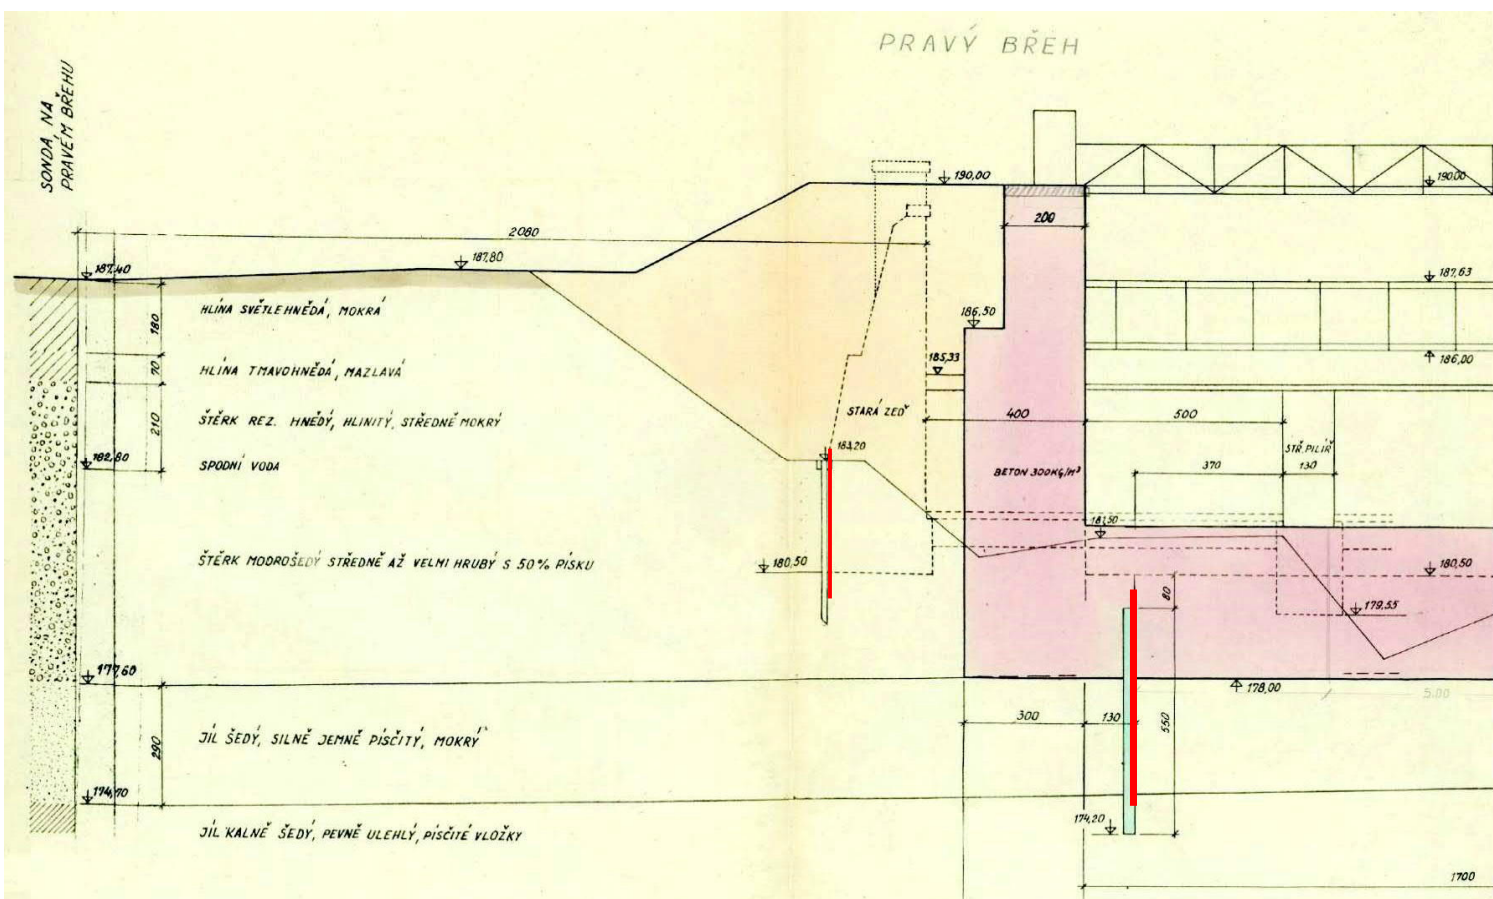 PRAVÝ BŘEH
SONDA NA
PRAVÉM BŘEHU
190,00
190,00
200
2080
187,40
187,80
187,63
HLÍNA SVĚTLEHNĚDÁ, MOKRÁ
180
186,50
185,33
186,00
70
HLÍNA TMAVOHNĚDÁ, MAZLAVÁ
STARÁ ZEĎ
400
500
210
ŠTĚRK REZ. HNĚDÝ, HLINITÝ, STŘEDNĚ MOKRÝ
183,20
STŘ. PILÍŘ
182,80
SPODNÍ VODA
BETON 300KG/M³
370
130
181,50
ŠTĚRK MODROŠEDÝ STŘEDNĚ AŽ VELMI HRUBÝ S 50% PÍSKU
180,50
180,50
80
179,55
177,60
178,00
5.00
300
130
550
290
JÍL ŠEDÝ, SILNĚ JEMNĚ PÍSČITÝ, MOKRÝ
174,70
174,20
JÍL KALNĚ ŠEDÝ, PEVNĚ ULEHLÝ, PÍSČITÉ VLOŽKY
1700